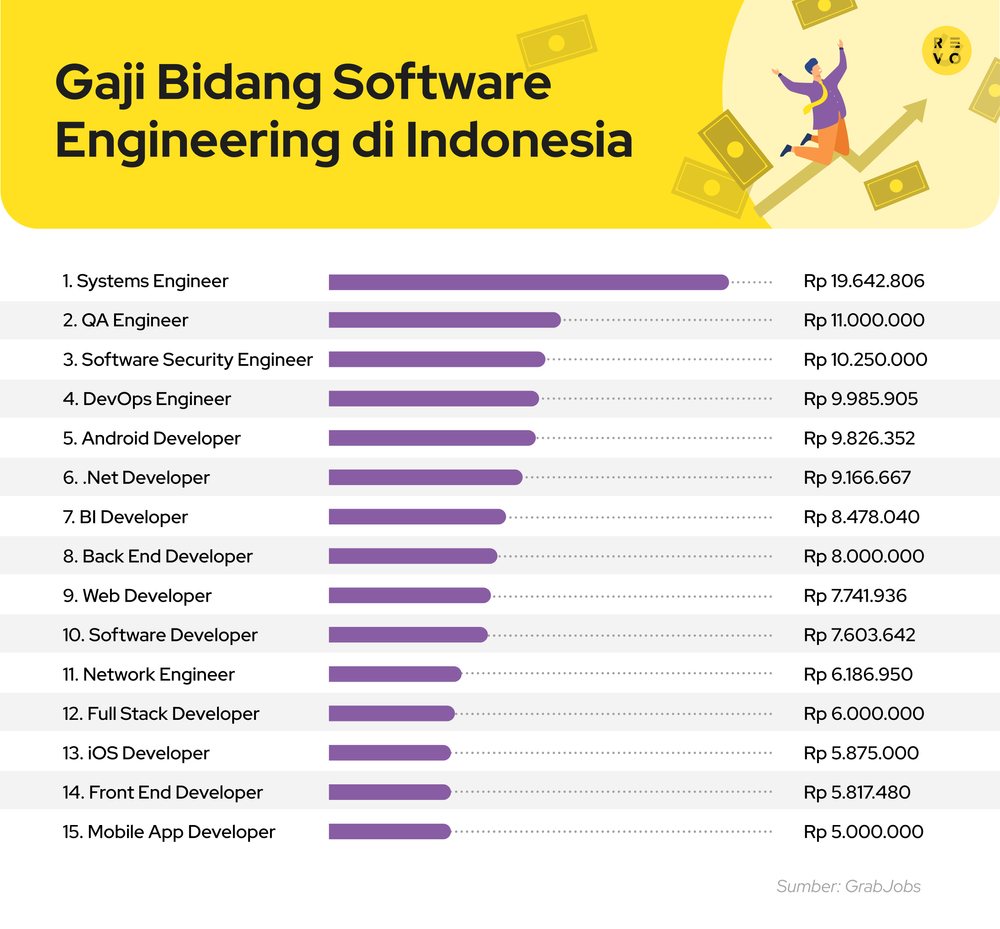 Gaji Bidang Software
Engineering di Indonesia
RE
VO
1. Systems Engineer Rp 19.642.806
2. QA Engineer Rp 11.000.000
3. Software Security Engineer Rp 10.250.000
4. DevOps Engineer Rp 9.985.905
5. Android Developer Rp 9.826.352
6. .Net Developer Rp 9.166.667
7. BI Developer Rp 8.478.040
8. Back End Developer Rp 8.000.000
9. Web Developer Rp 7.741.936
10. Software Developer Rp 7.603.642
11. Network Engineer Rp 6.186.950
12. Full Stack Developer Rp 6.000.000
13. iOS Developer Rp 5.875.000
14. Front End Developer Rp 5.817.480
15. Mobile App Developer Rp 5.000.000
Sumber: GrabJobs